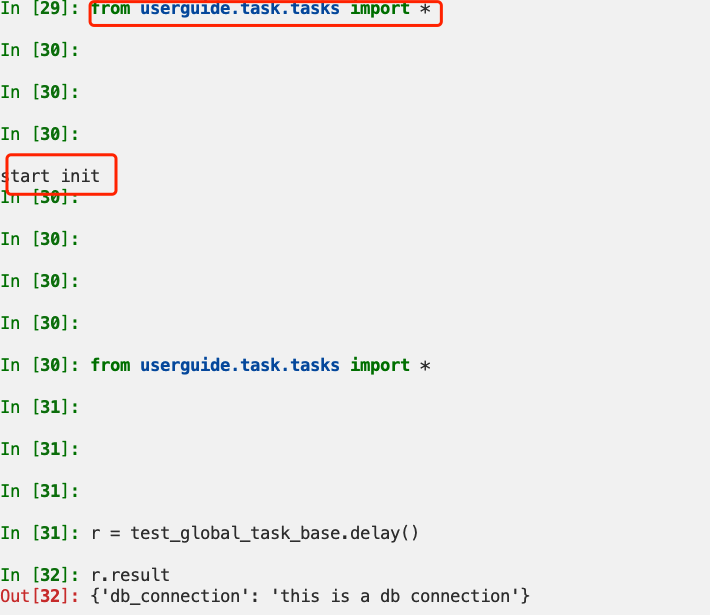 In [29]: from userguide.task.tasks import *
In [30]:
In [30]:
In [30]:
start init
In [30]:
In [30]:
In [30]:
In [30]:
In [30]: from userguide.task.tasks import *
In [31]:
In [31]:
In [31]:
In [31]: r = test_global_task_base.delay()
In [32]: r.result
Out[32]: {'db_connection': 'this is a db connection'}